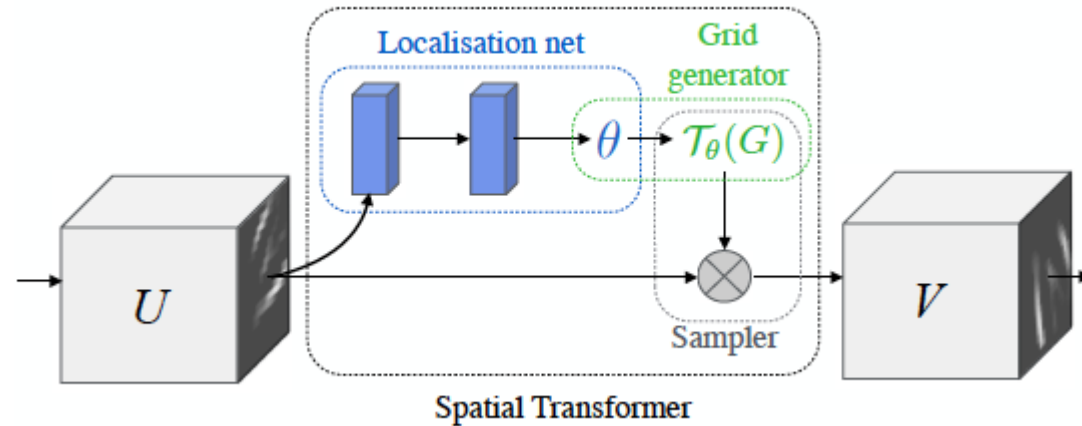 Localisation net
Grid
generator
θ
𝒯θ(G)
U
V
Sampler
Spatial Transformer